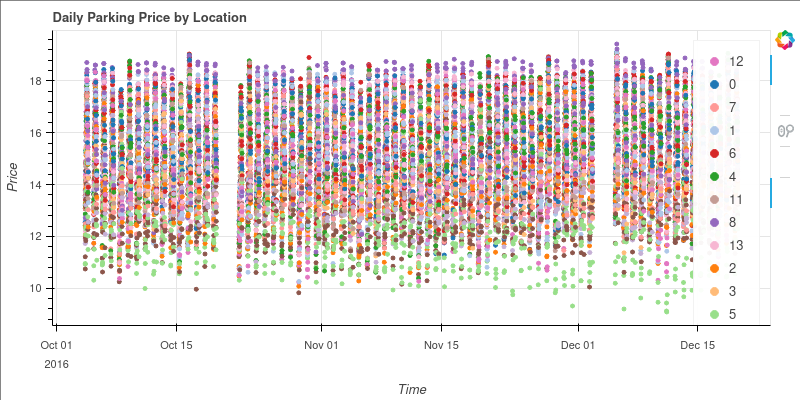 Daily Parking Price by Location
Price
18
16
14
12
10
Oct 01
Oct 15
Nov 01
Nov 15
Dec 01
Dec 15
2016
Time
12
0
7
1
6
4
11
8
13
2
3
5